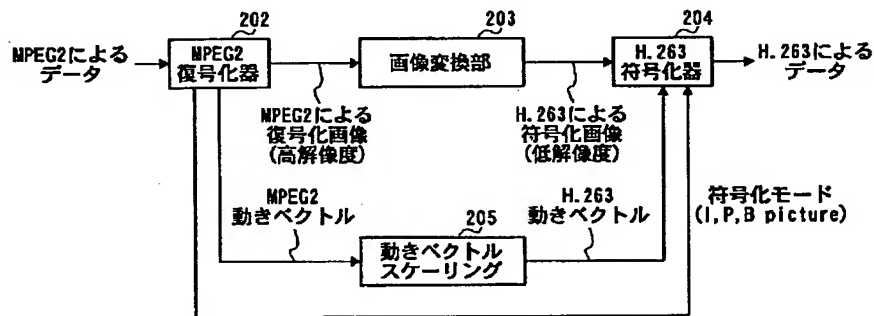 202
203
204
MPEG2による
データ
MPEG2
復号化器
画像変換部
H.263
符号化器
H.263による
データ
MPEG2による
復号化画像
(高解像度)
H.263による
符号化画像
(低解像度)
MPEG2
動きベクトル
205
H.263
動きベクトル
符号化モード
(I,P,B picture)
動きベクトル
スケーリング